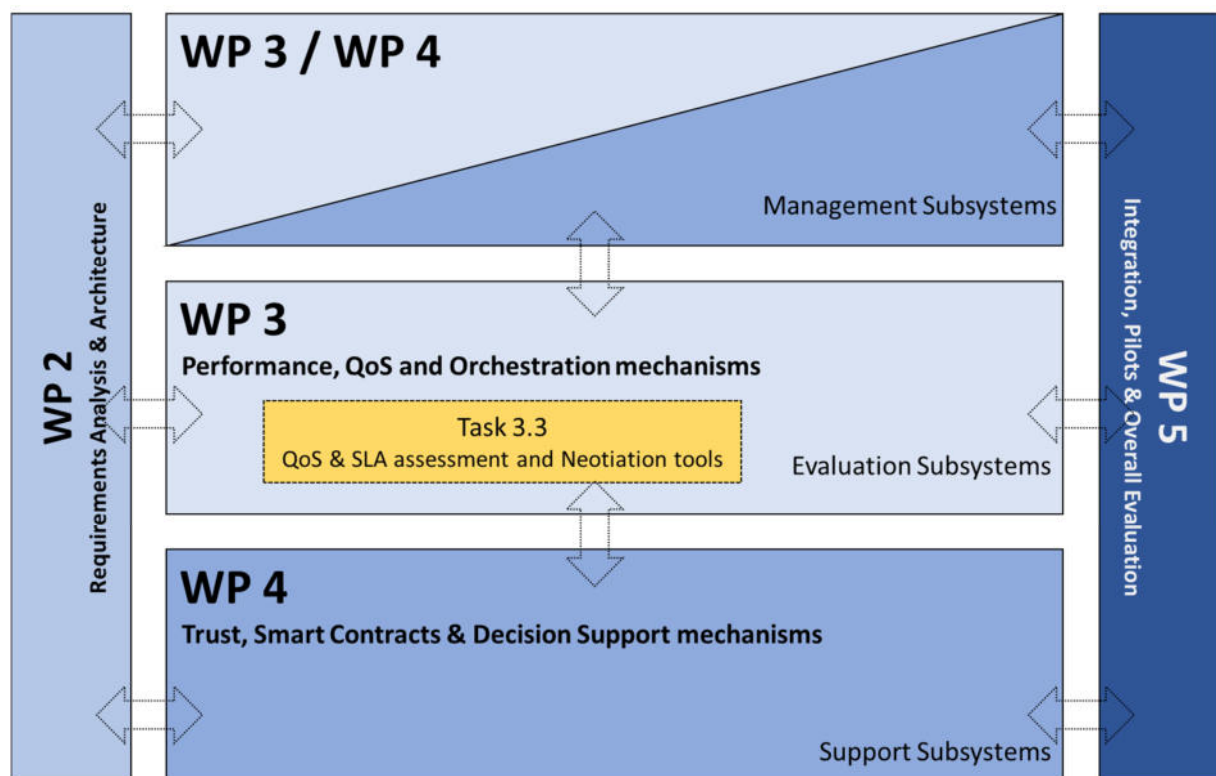 WP 2
Requirements Analysis & Architecture
WP 3 / WP 4
Management Subsystems
WP 3
Performance, QoS and Orchestration mechanisms
Task 3.3
QoS & SLA assessment and Neotiation tools
Evaluation Subsystems
WP 4
Trust, Smart Contracts & Decision Support mechanisms
Support Subsystems
WP 5
Integration, Pilots & Overall Evaluation